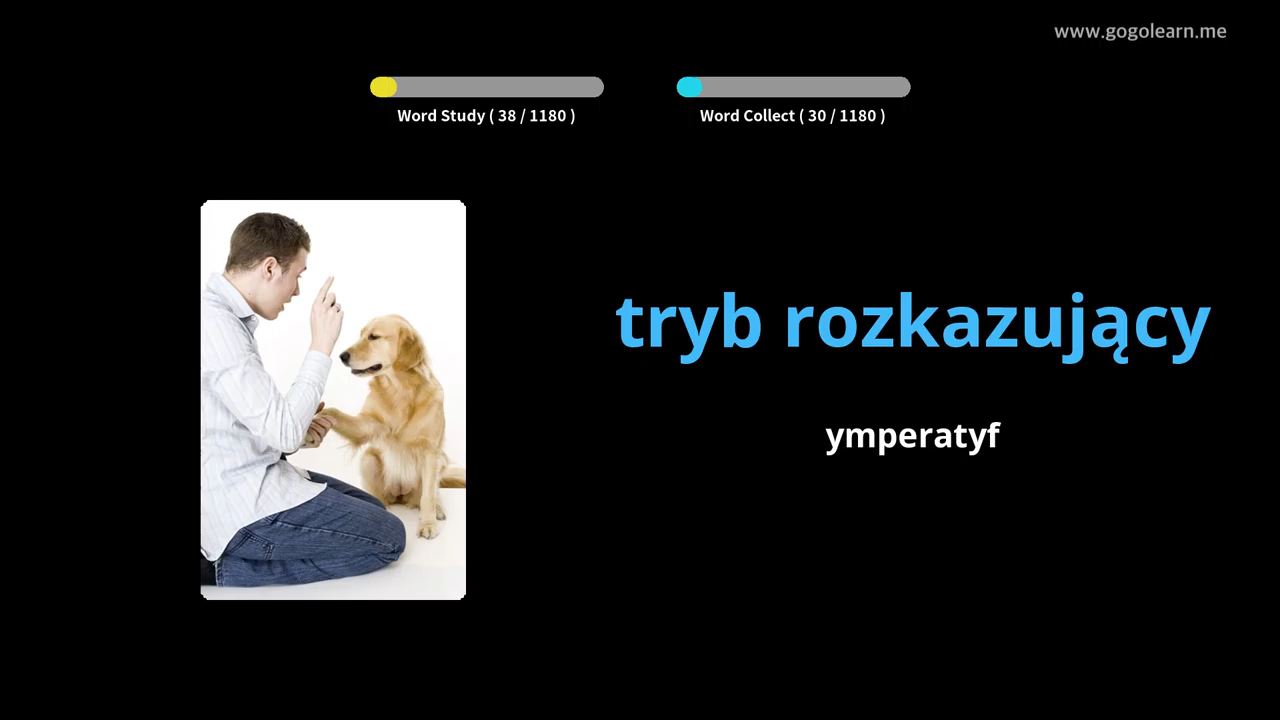 www.gogolearn.me
Word Study ( 38 / 1180 )
Word Collect ( 30 / 1180 )
tryb rozkazujący
ymperatyf